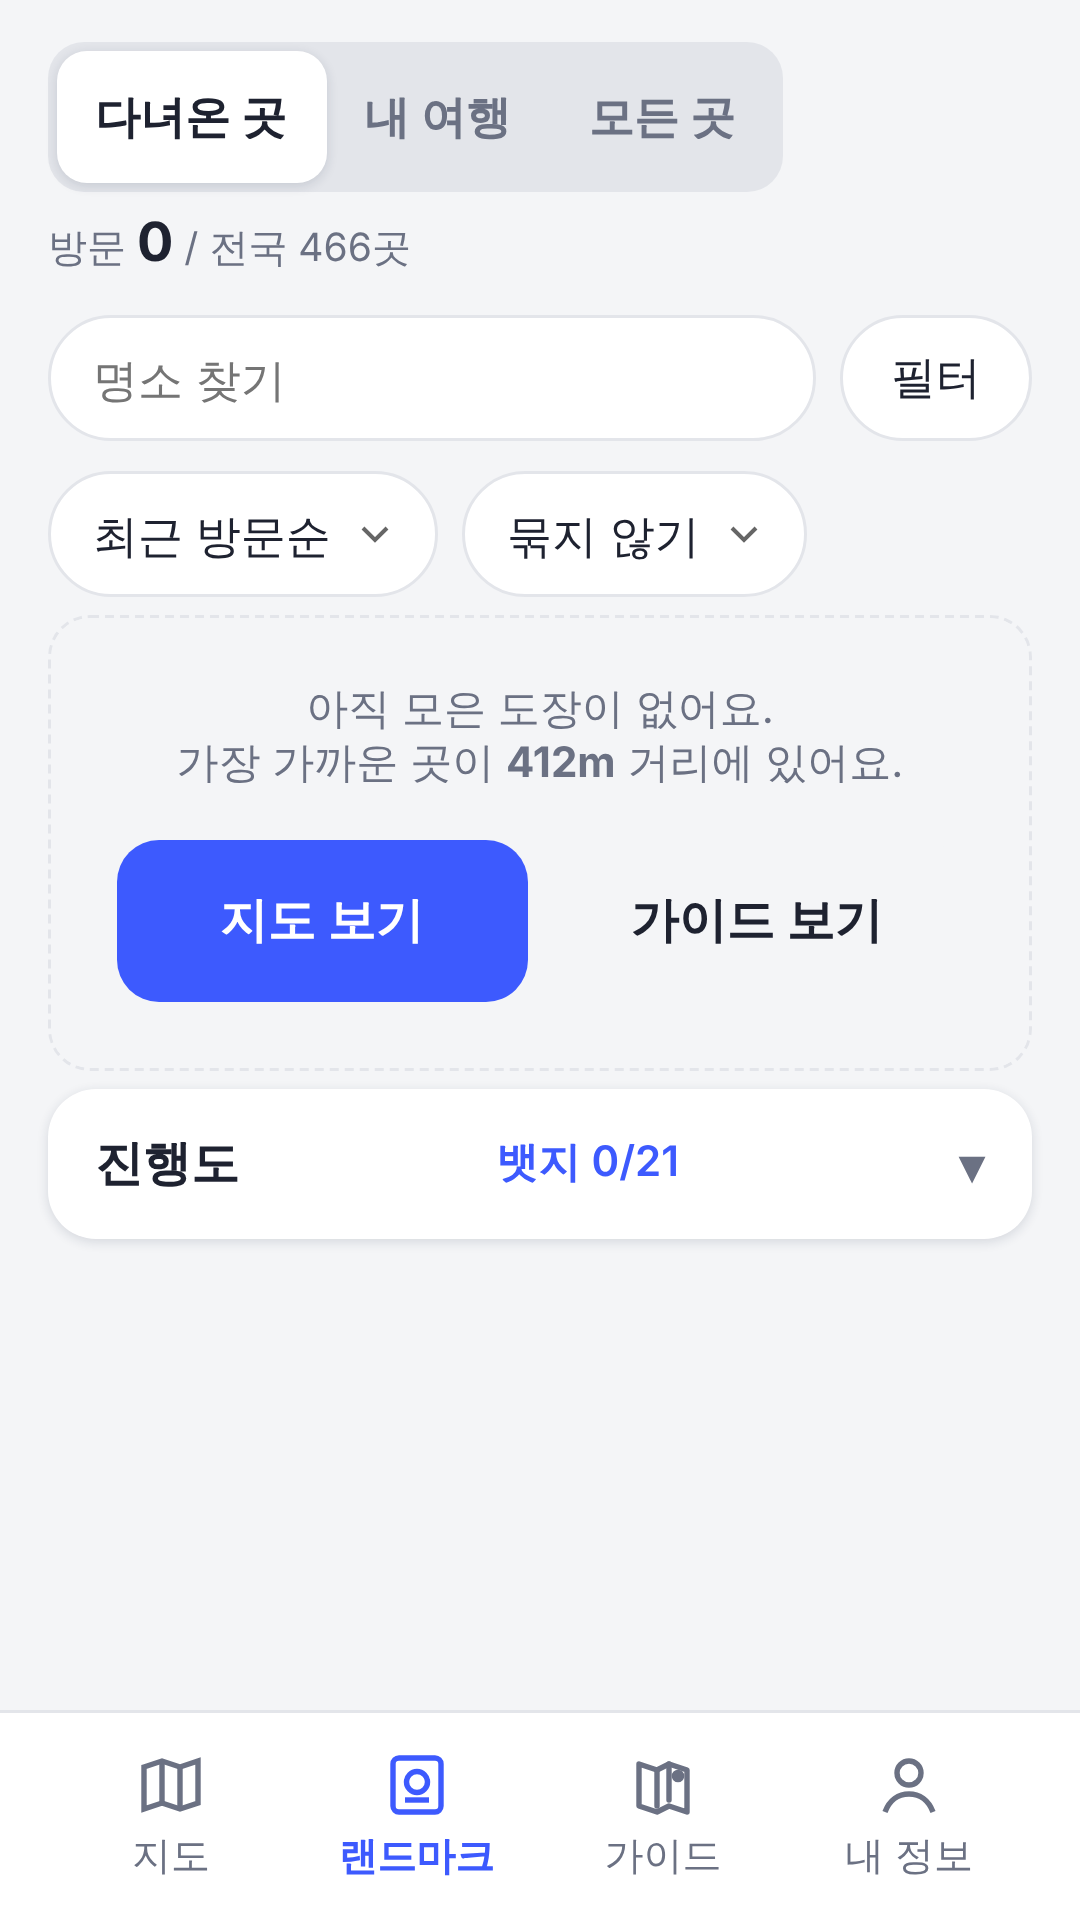 다녀온 곳 내 여행 모든 곳
방문 0 / 전국 466곳
명소 찾기 필터
최근 방문순 묶지 않기
아직 모은 도장이 없어요.
가장 가까운 곳이 412m 거리에 있어요.
지도 보기 가이드 보기
진행도 뱃지 0/21 ▼
지도 랜드마크 가이드 내 정보